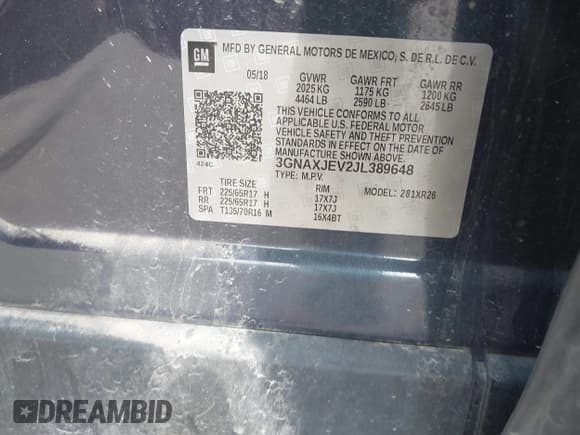 GM
MFD BY GENERAL MOTORS DE MEXICO, S. DE R.L. DE C.V.
05/18 GVWR GAWR FRT GAWR RR
2025 KG 1175 KG 1200 KG
4464 LB 2590 LB 2645 LB
THIS VEHICLE CONFORMS TO ALL
APPLICABLE U.S. FEDERAL MOTOR
VEHICLE SAFETY AND THEFT
PREVENTION STANDARDS IN
EFFECT ON THE DATE OF
MANUFACTURE SHOWN ABOVE.
424C 3GNAXJEV2JL389648
TYPE: M.P.V. MODEL: 281XR26
TIRE SIZE RIM
FRT 225/65R17 H 17X7J
RR 225/65R17 H 17X7J
SPA T135/70R16 M 16X4BT
DREAMBID